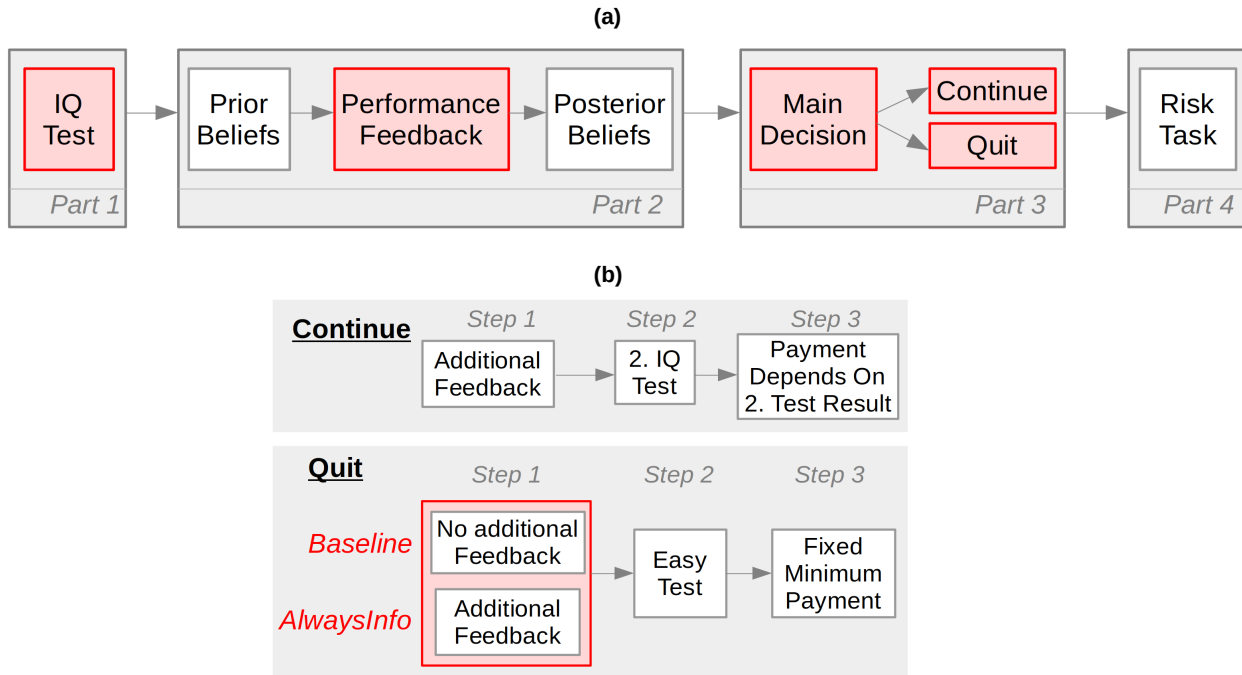 (a)
IQ
Test
Part 1
Prior
Beliefs
Performance
Feedback
Posterior
Beliefs
Part 2
Main
Decision
Continue
Quit
Part 3
Risk
Task
Part 4
(b)
Continue
Step 1
Additional
Feedback
Step 2
2. IQ
Test
Step 3
Payment
Depends On
2. Test Result
Quit
Step 1
Step 2
Step 3
Baseline
No additional
Feedback
AlwaysInfo
Additional
Feedback
Easy
Test
Fixed
Minimum
Payment